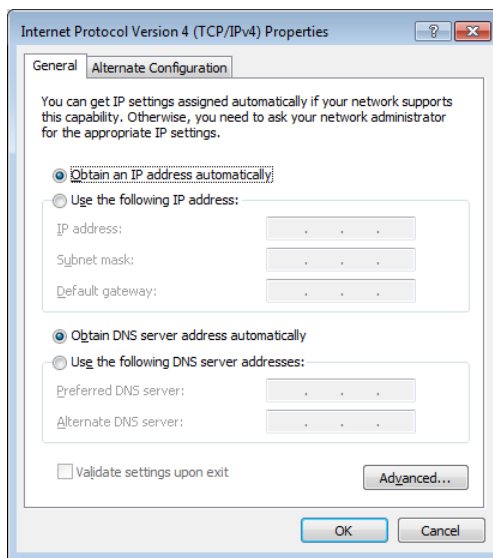 Internet Protocol Version 4 (TCP/IPv4) Properties
?
General
Alternate Configuration
You can get IP settings assigned automatically if your network supports
this capability. Otherwise, you need to ask your network administrator
for the appropriate IP settings.
Obtain an IP address automatically
Use the following IP address:
IP address:
. . .
Subnet mask:
. . .
Default gateway:
. . .
Obtain DNS server address automatically
Use the following DNS server addresses:
Preferred DNS server:
. . .
Alternate DNS server:
. . .
Validate settings upon exit
Advanced...
OK
Cancel